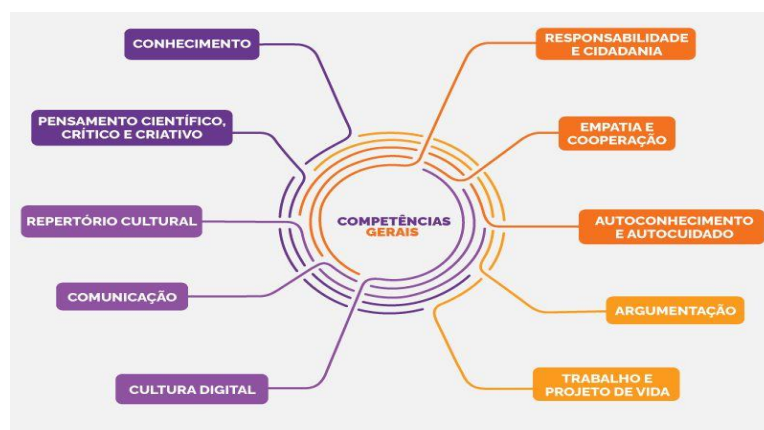 CONHECIMENTO
PENSAMENTO CIENTÍFICO,
CRÍTICO E CRIATIVO
REPERTÓRIO CULTURAL
COMUNICAÇÃO
CULTURA DIGITAL
COMPETÊNCIAS
GERAIS
RESPONSABILIDADE
E CIDADANIA
EMPATIA E
COOPERAÇÃO
AUTOCONHECIMENTO
E AUTOCUIDADO
ARGUMENTAÇÃO
TRABALHO E
PROJETO DE VIDA